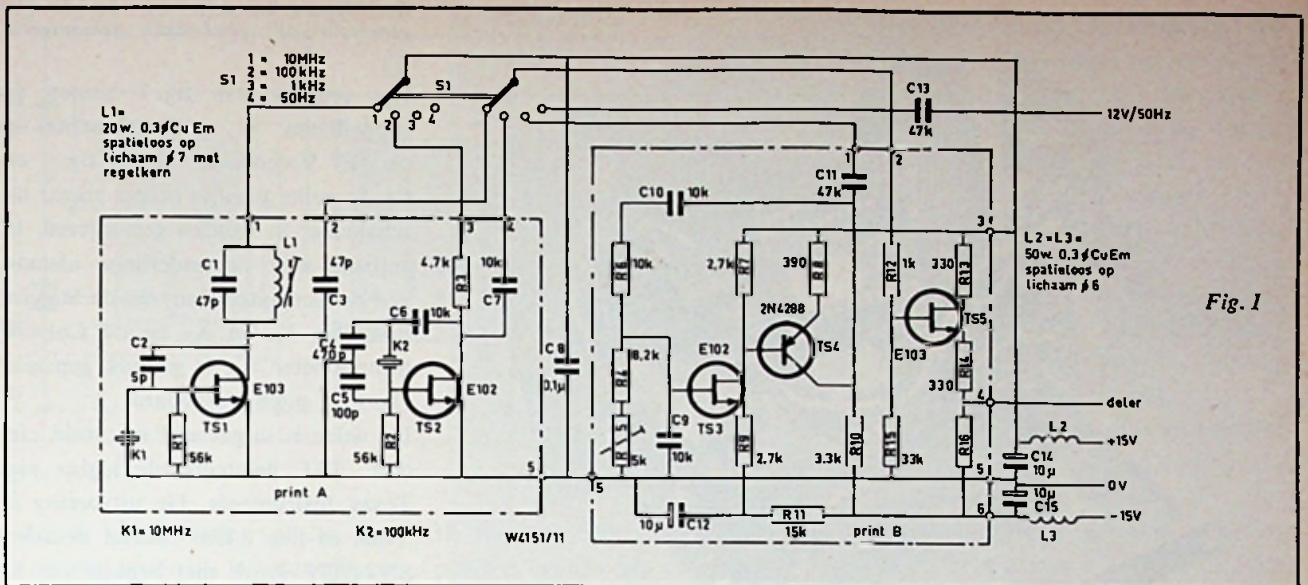 1 = 10MHz
2 = 100kHz
3 = 1kHz
4 = 50Hz
S1
S1
1
2
3
4
L1=
20w. 0,3ø Cu Em
spatieloos op
lichaam ø 7 met
regelkern
C13
47k
12V/50Hz
1
2
3
4
C1
47p
L1
47p
C3
4,7k
R3
10k
C7
C6
10k
C2
5p
C4
470p
K2
C5
100p
E103
TS1
E102
TS2
K1
R1
56k
R2
56k
5
print A
K1=10MHz
K2=100kHz
W4151/11
C8
0,1µ
1
2
C11
47k
C10
10k
R6
10k
2,7k
R7
390
R8
R12
1k
330
R13
3
2N4288
TS4
TS5
E103
8,2k
R4
E102
TS3
C9
10k
R5
5k
R9
2,7k
R10
3,3k
R15
33k
R14
330
R16
4
deler
L2=L3=
50w. 0,3ø Cu Em
spatieloos op
lichaam ø 6
L2
+15V
5
C14
10µ
0V
10µ
C15
6
-15V
L3
5
10µ
C12
R11
15k
print B
Fig. 1